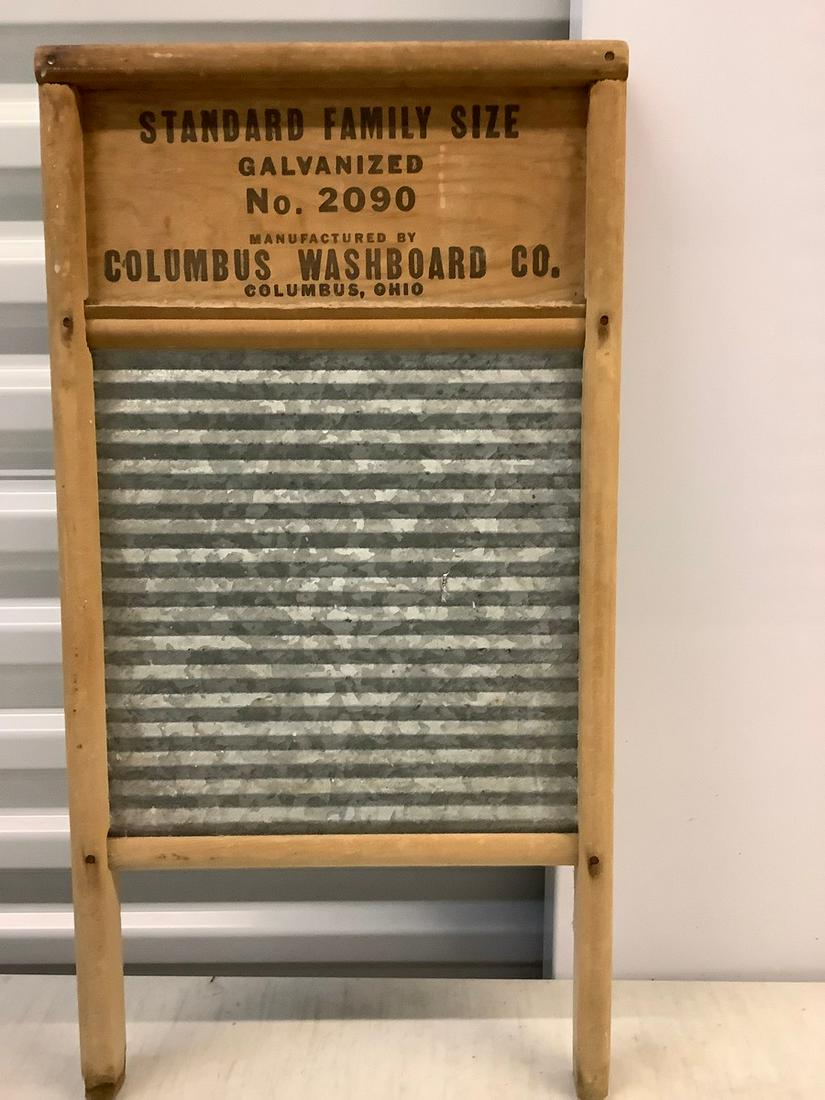 STANDARD FAMILY SIZE
GALVANIZED
No. 2090
MANUFACTURED BY
COLUMBUS WASHBOARD CO.
COLUMBUS, OHIO